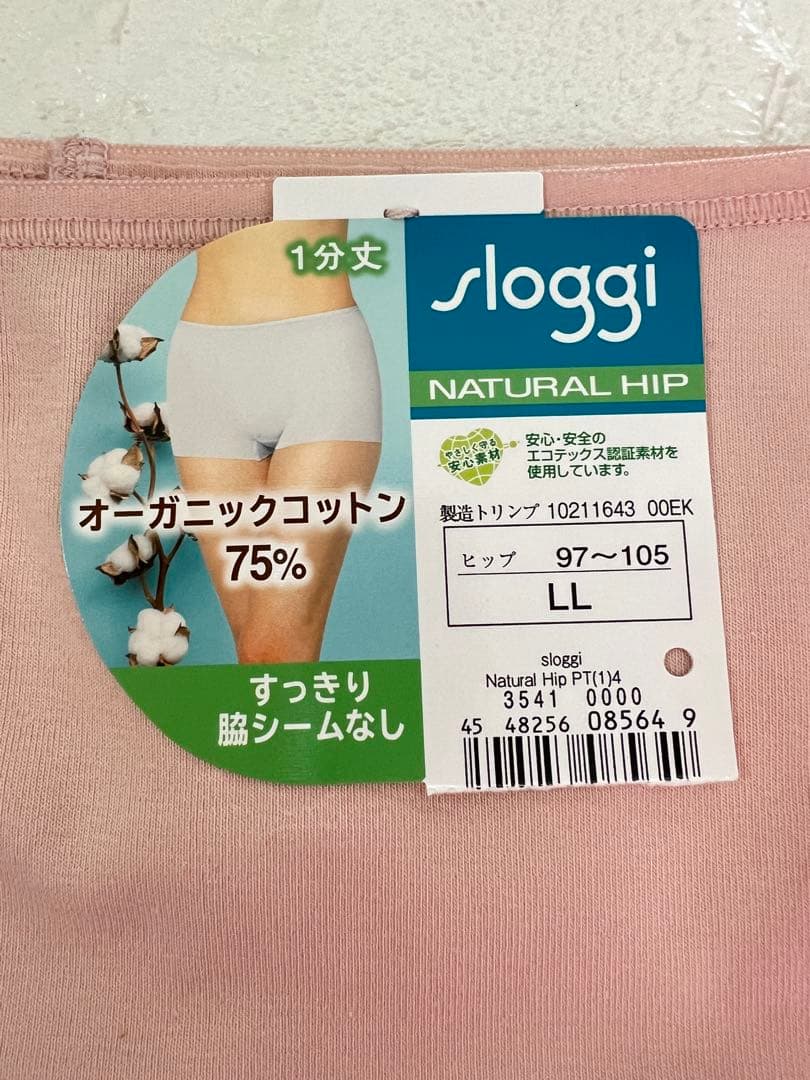 1分丈
sloggi
NATURAL HIP
やさしく守る
安心素材
安心・安全の
エコテックス認証素材を
使用しています。
オーガニックコットン
75%
製造トリンプ 10211643 00EK
ヒップ 97〜105
LL
すっきり
脇シームなし
sloggi
Natural Hip PT(1)4
3541 0000
45 48256 08564 9